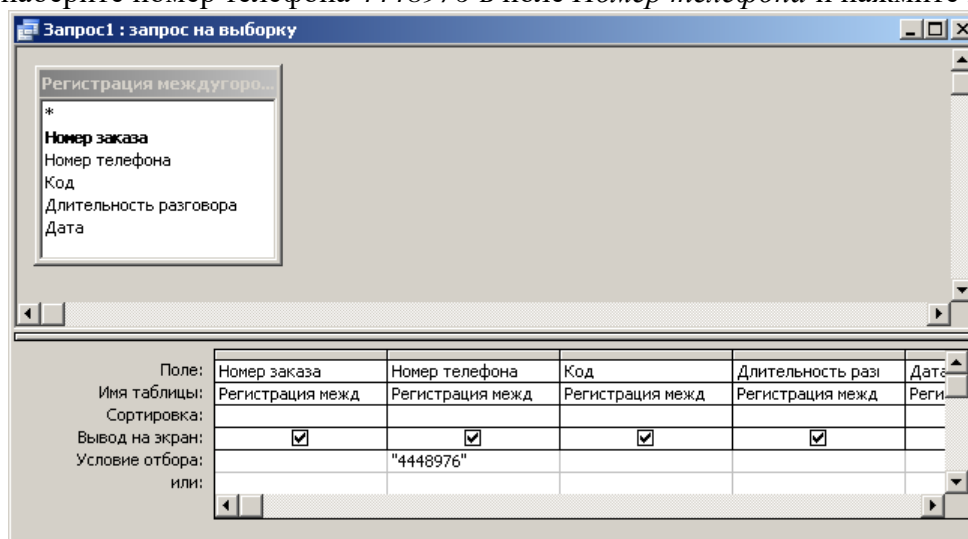 наберите номер телефона 4448976 в поле Номер телефона и нажмите
Запрос1 : запрос на выборку
Регистрация междугоро...
*
Номер заказа
Номер телефона
Код
Длительность разговора
Дата
Поле: Номер заказа Номер телефона Код Длительность разг Дата
Имя таблицы: Регистрация межд Регистрация межд Регистрация межд Регистрация межд Реги
Сортировка:
Вывод на экран:
Условие отбора: "4448976"
или: